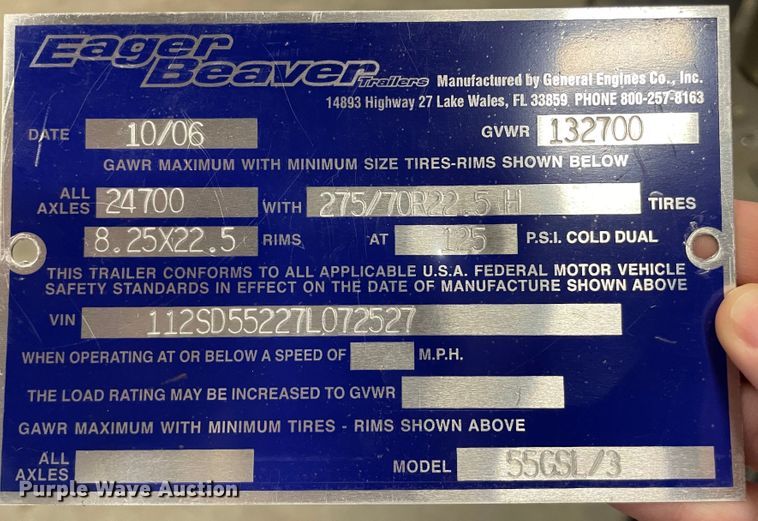 Eager
Beaver Trailers Manufactured by General Engines Co., Inc.
14893 Highway 27 Lake Wales, FL 33859 PHONE 800-257-8163
DATE 10/06 GVWR 132700
GAWR MAXIMUM WITH MINIMUM SIZE TIRES-RIMS SHOWN BELOW
ALL AXLES 24700 WITH 275/70R22.5 H TIRES
8.25X22.5 RIMS AT 125 P.S.I. COLD DUAL
THIS TRAILER CONFORMS TO ALL APPLICABLE U.S.A. FEDERAL MOTOR VEHICLE
SAFETY STANDARDS IN EFFECT ON THE DATE OF MANUFACTURE SHOWN ABOVE
VIN 112SD55227L072527
WHEN OPERATING AT OR BELOW A SPEED OF M.P.H.
THE LOAD RATING MAY BE INCREASED TO GVWR
GAWR MAXIMUM WITH MINIMUM TIRES - RIMS SHOWN ABOVE
ALL AXLES MODEL 55GSL/3
Purple Wave Auction